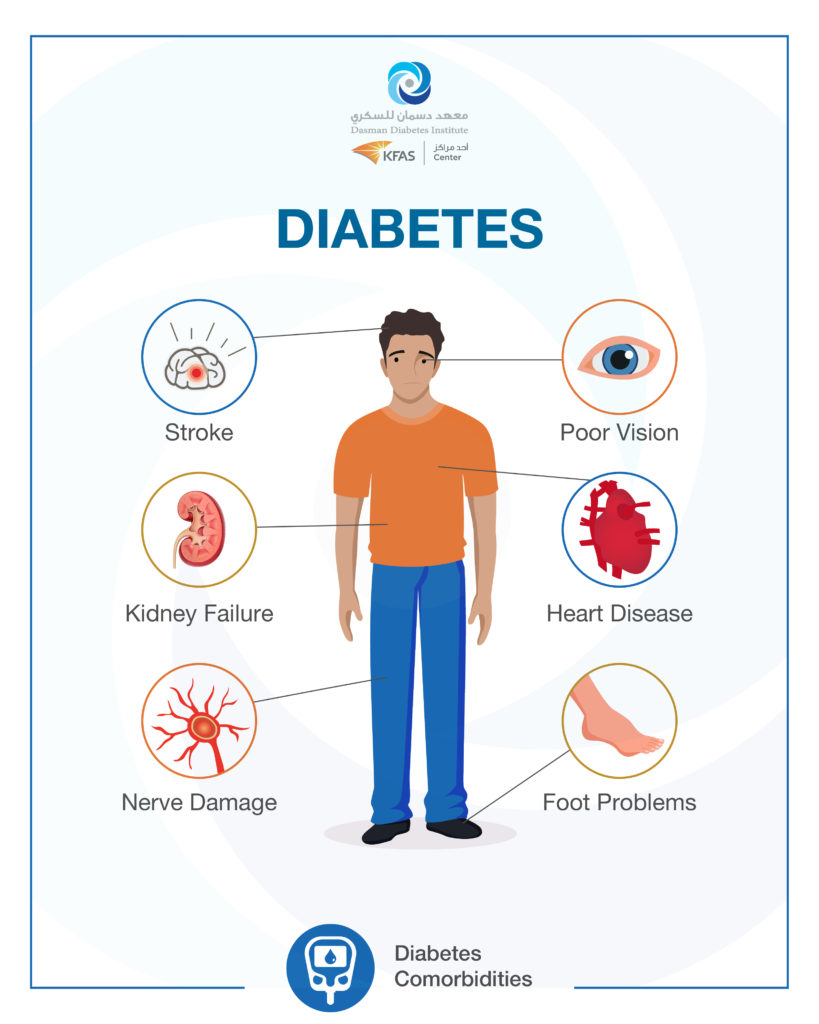 معهد دسمان للسكري
Dasman Diabetes Institute
KFAS
أحد مراكز
Center
DIABETES
Stroke
Poor Vision
Kidney Failure
Heart Disease
Nerve Damage
Foot Problems
Diabetes
Comorbidities